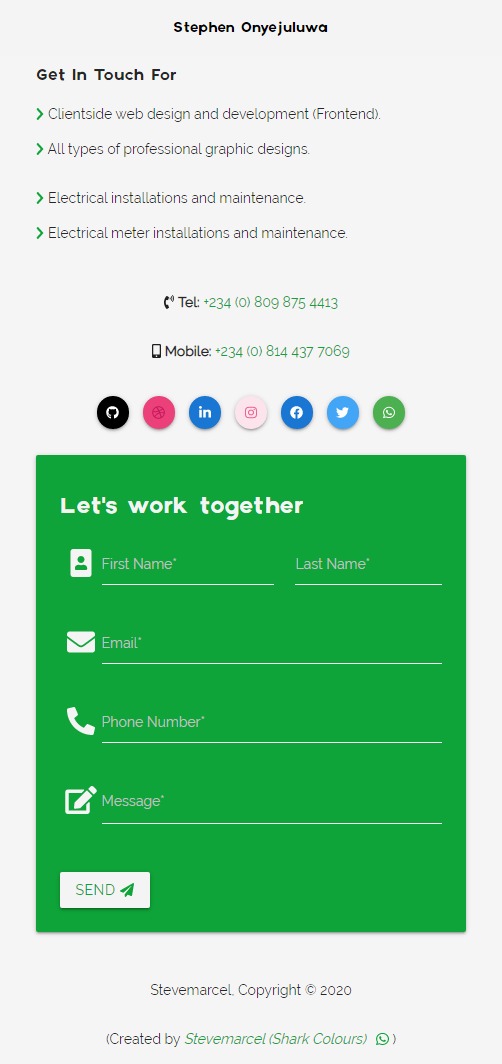 Stephen Onyejuluwa
Get In Touch For
Clientside web design and development (Frontend).
All types of professional graphic designs.
Electrical installations and maintenance.
Electrical meter installations and maintenance.
Tel: +234 (0) 809 875 4413
Mobile: +234 (0) 814 437 7069
Let's work together
First Name* Last Name*
Email*
Phone Number*
Message*
SEND
Stevemarcel, Copyright © 2020
(Created by Stevemarcel (Shark Colours) )